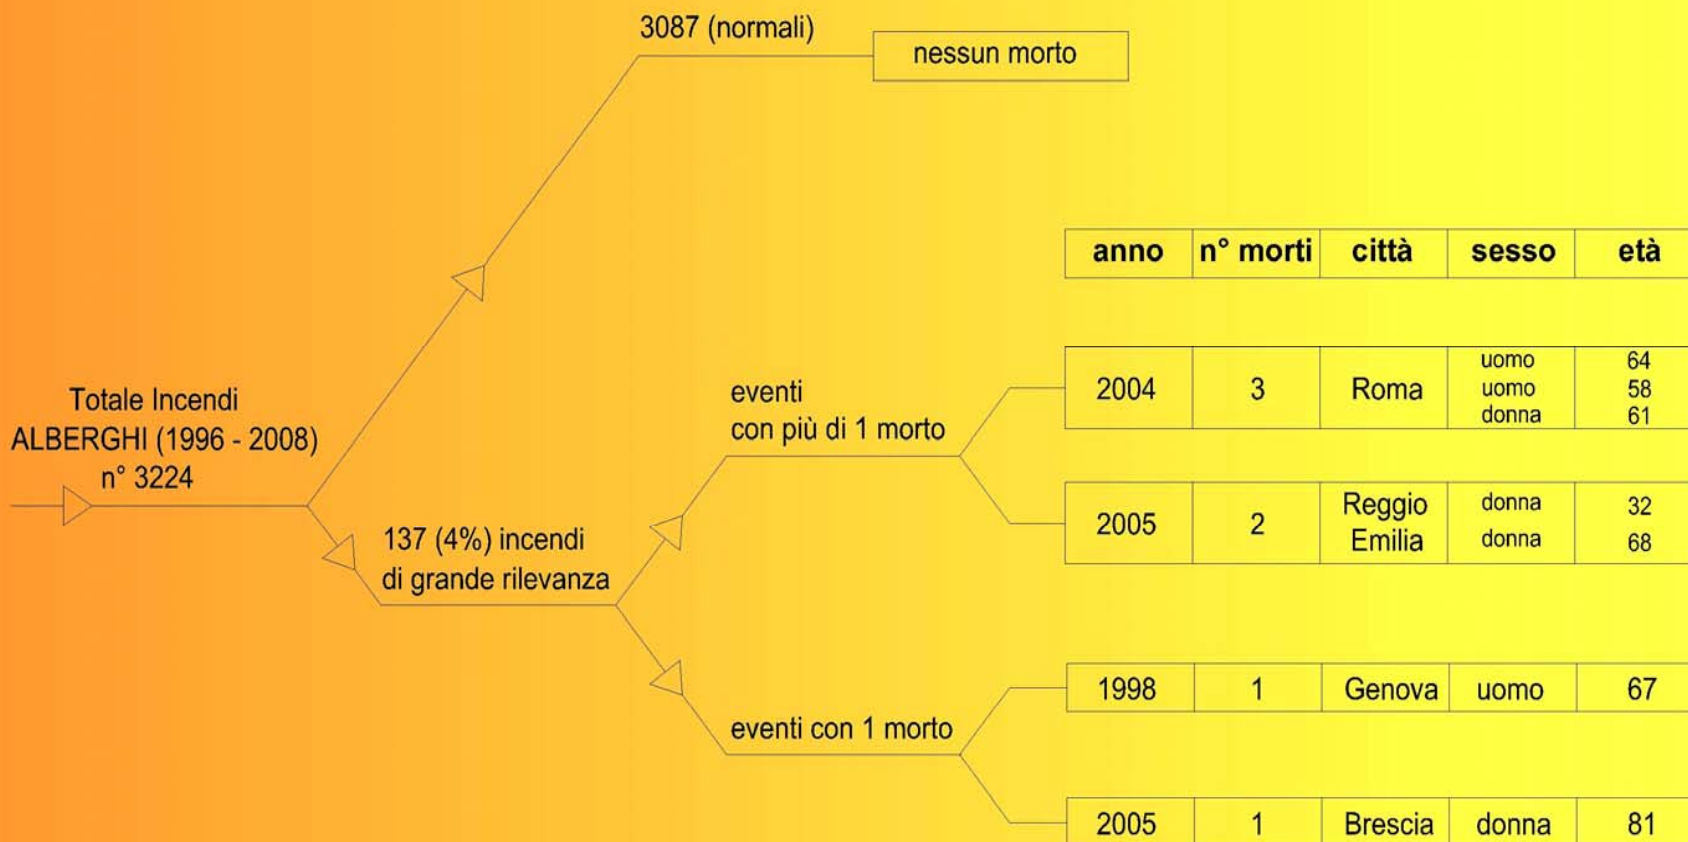 3087 (normali)
nessun morto
anno n° morti città sesso età
Totale Incendi
ALBERGHI (1996 - 2008)
n° 3224
eventi
con più di 1 morto
2004 3 Roma
uomo 64
uomo 58
donna 61
137 (4%) incendi
di grande rilevanza
2005 2
Reggio
Emilia
donna 32
donna 68
eventi con 1 morto
1998 1 Genova uomo 67
2005 1 Brescia donna 81